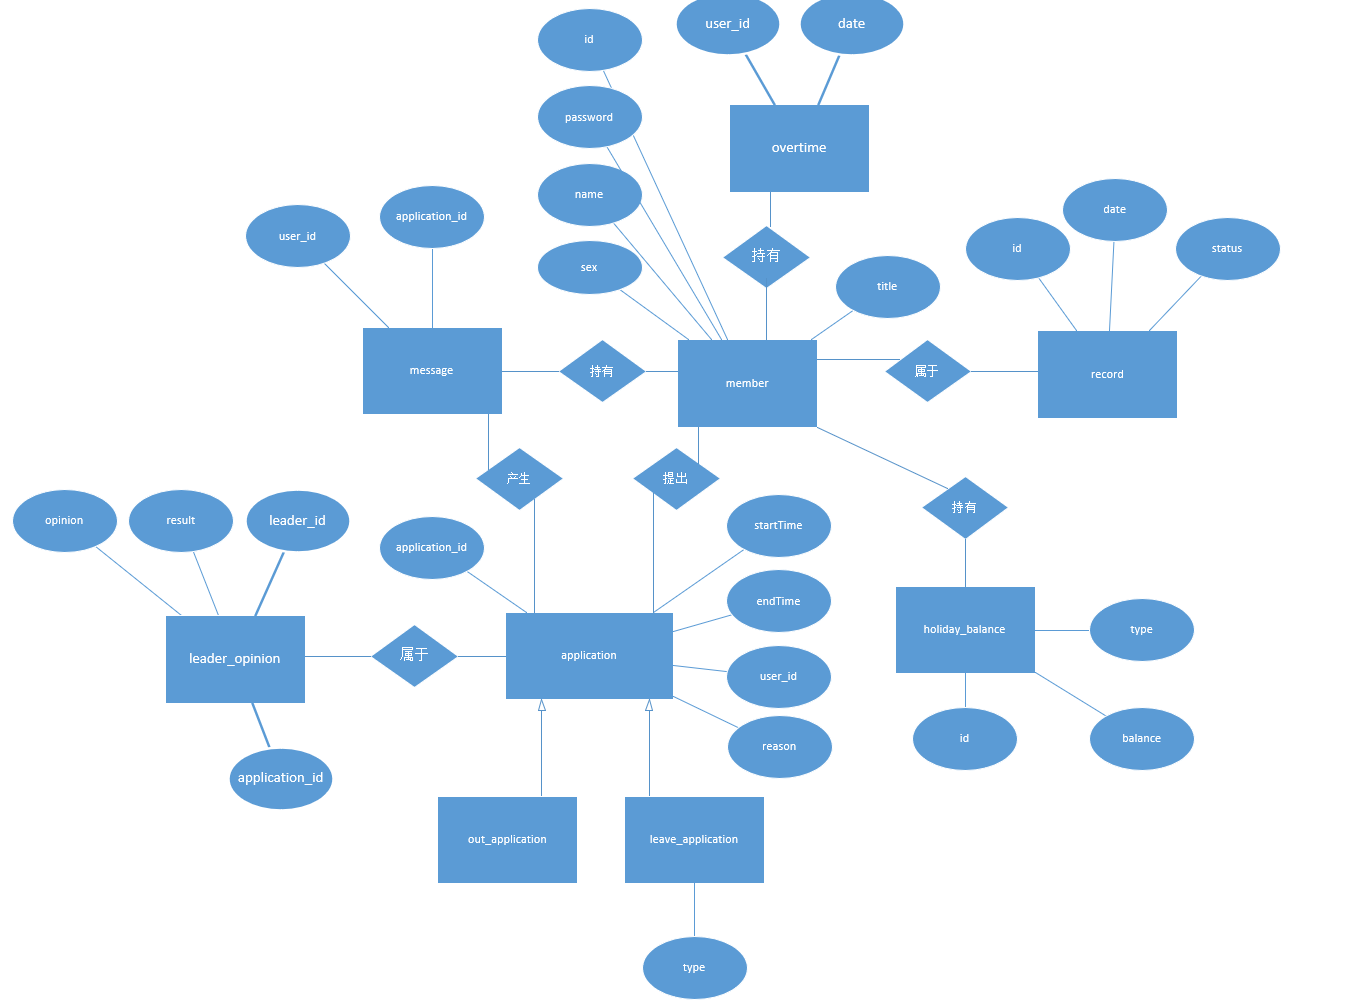 user_id
date
id
password
overtime
name
date
application_id
user_id
id
status
持有
sex
title
message
持有
member
属于
record
产生
提出
持有
opinion
result
leader_id
application_id
startTime
endTime
leader_opinion
属于
application
holiday_balance
type
user_id
reason
id
balance
application_id
out_application
leave_application
type